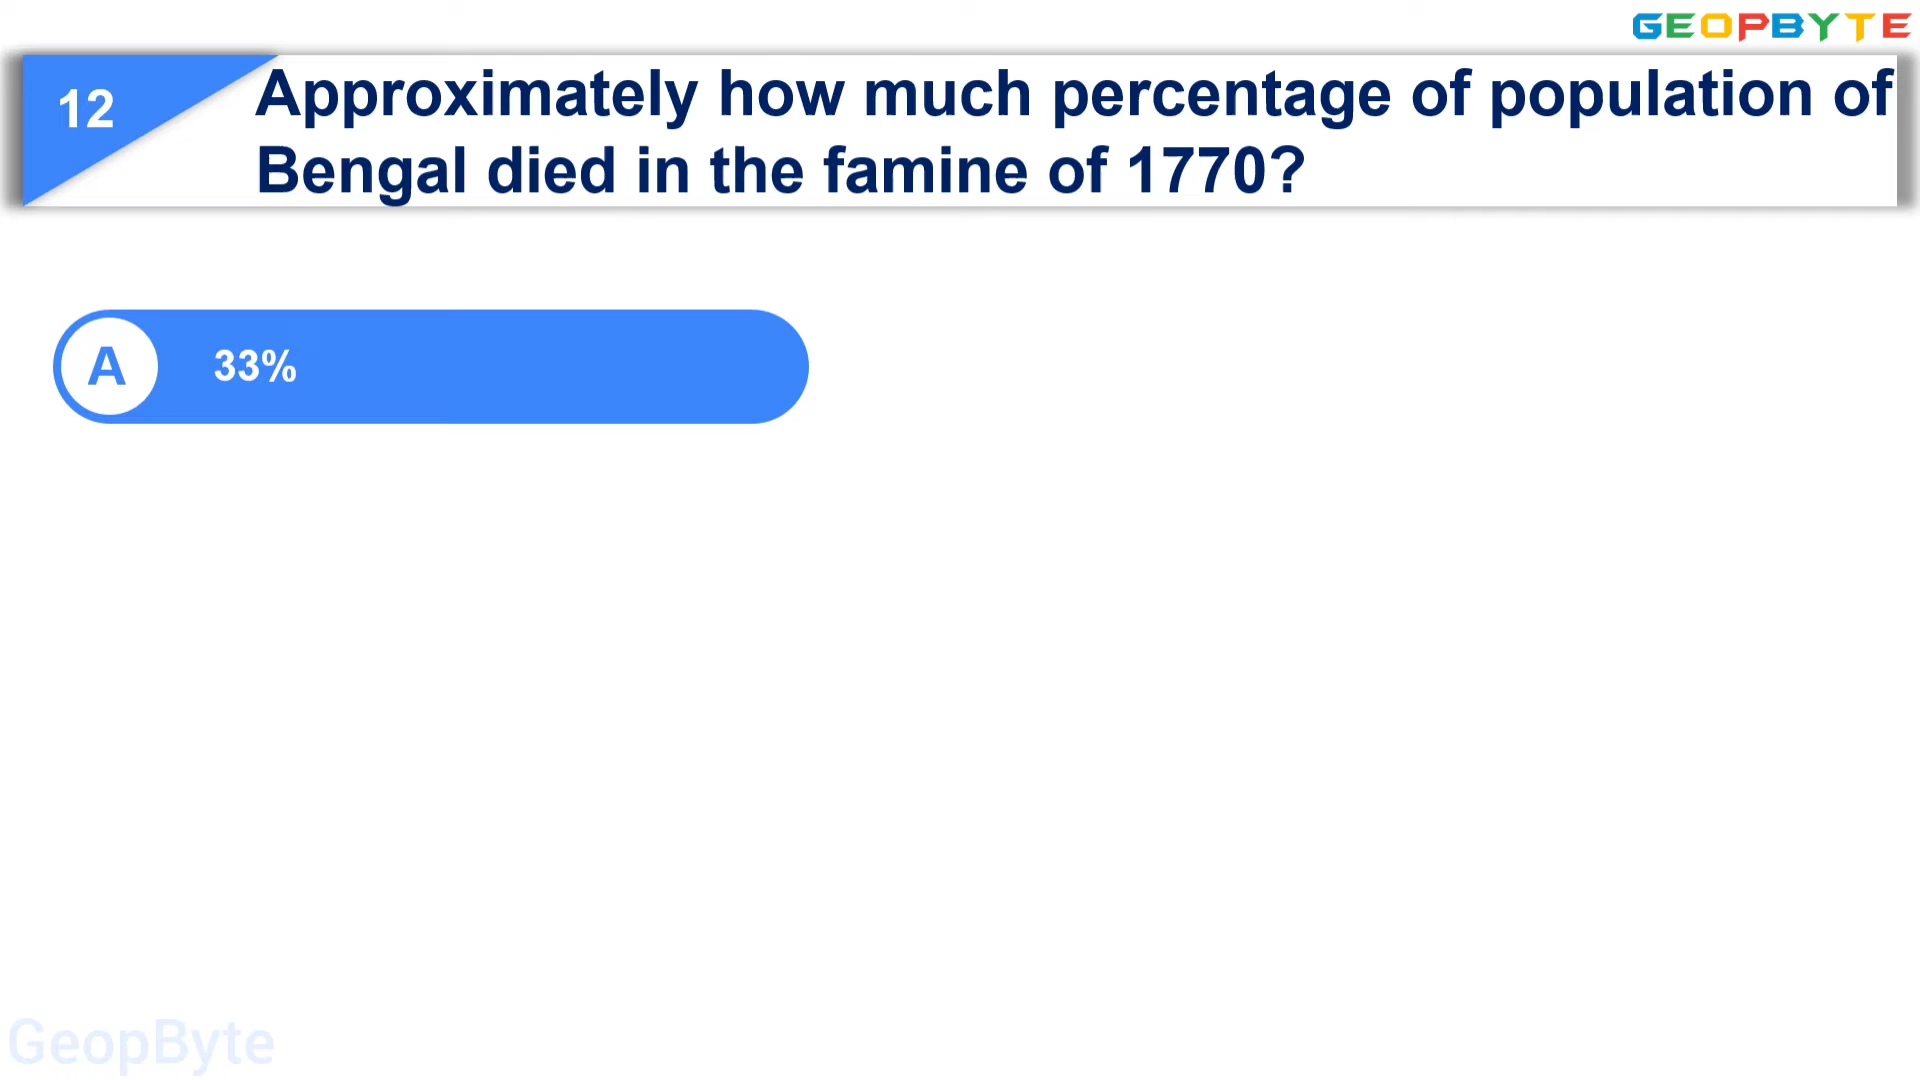 GEOPBYTE
12
Approximately how much percentage of population of
Bengal died in the famine of 1770?
A
33%
GeopByte